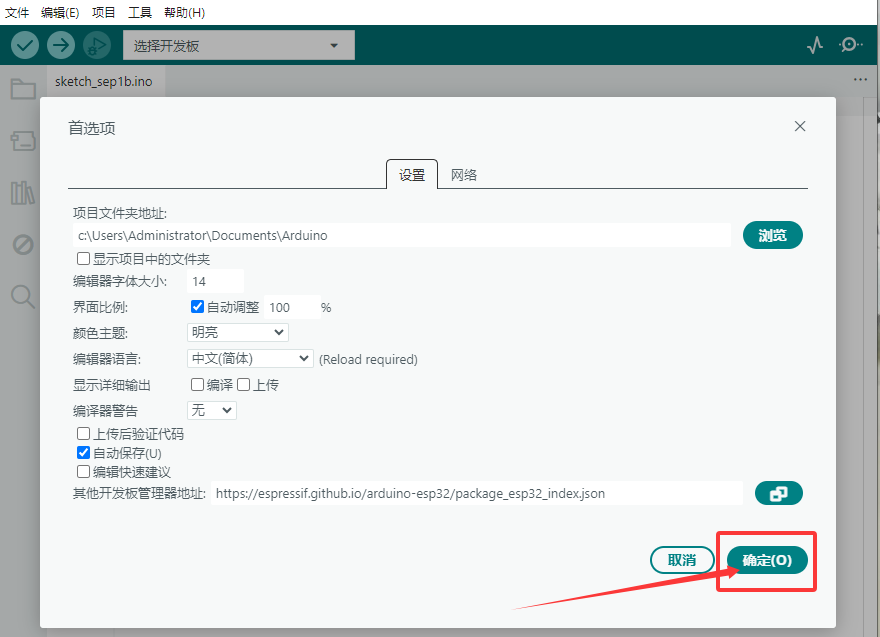 文件 编辑(E) 项目 工具 帮助(H)
选择开发板
sketch_sep1b.ino
首选项
设置 网络
项目文件夹地址:
c:\Users\Administrator\Documents\Arduino 浏览
显示项目中的文件夹
编辑器字体大小: 14
界面比例: 自动调整 100 %
颜色主题: 明亮
编辑器语言: 中文(简体) (Reload required)
显示详细输出 编译 上传
编译器警告 无
上传后验证代码
自动保存(U)
编辑快速建议
其他开发板管理器地址: https://espressif.github.io/arduino-esp32/package_esp32_index.json
取消 确定(O)